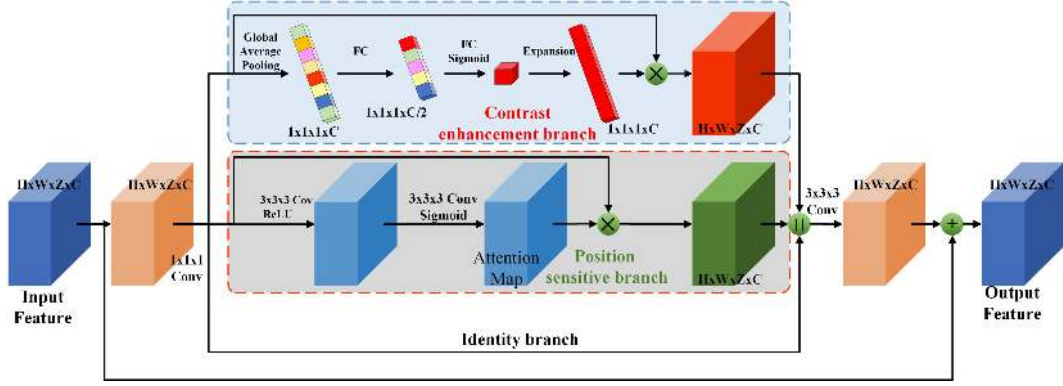 Global
Average
Pooling
FC
FC
Sigmoid
Expansion
1x1x1xC
1x1x1xC/2
Contrast
enhancement branch
1x1x1xC
HxWxZxC
HxWxZxC
HxWxZxC
3x3x3 Cov
ReLU
3x3x3 Conv
Sigmoid
3x3x3
Conv
HxWxZxC
HxWxZxC
1x1x1
Conv
Attention
Map
Position
sensitive branch
HxWxZxC
Input
Feature
Output
Feature
Identity branch